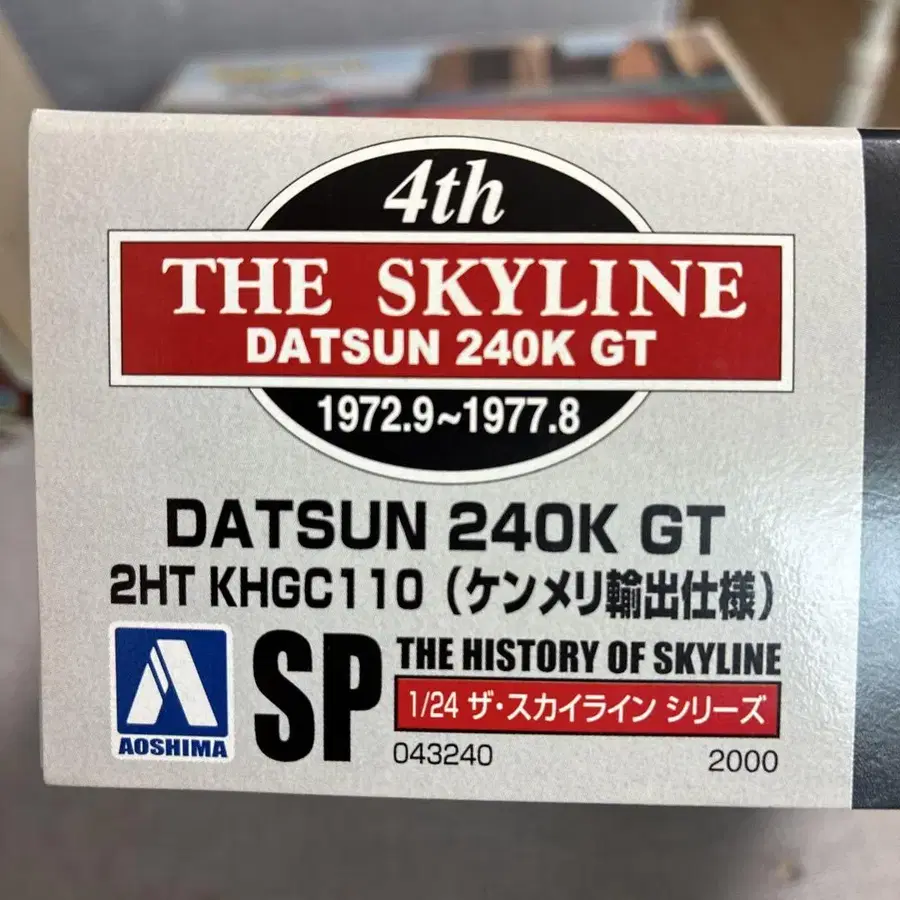 4th
THE SKYLINE
DATSUN 240K GT
1972.9~1977.8
DATSUN 240K GT
2HT KHGC110 (ケンメリ輸出仕様)
AOSHIMA
SP
THE HISTORY OF SKYLINE
1/24 ザ・スカイライン シリーズ
043240
2000